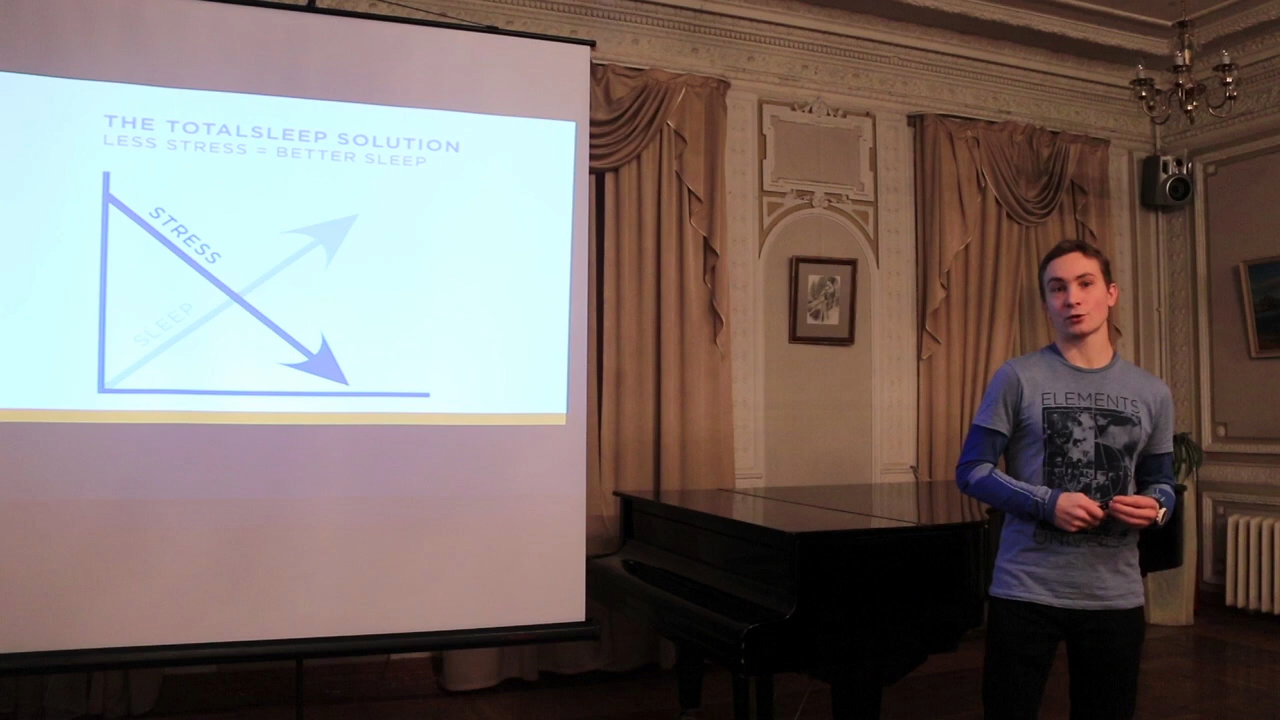 THE TOTALSLEEP SOLUTION
LESS STRESS = BETTER SLEEP
STRESS
SLEEP
ELEMENTS